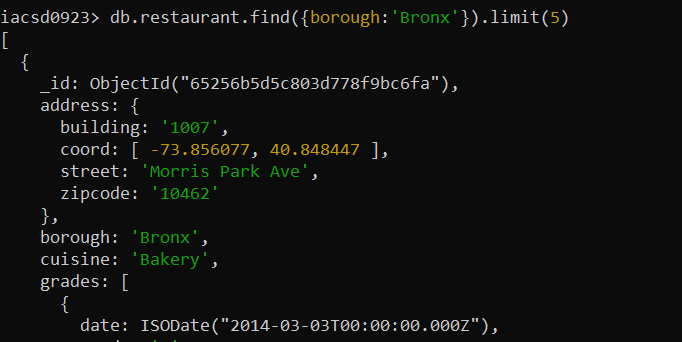 iacsd0923> db.restaurant.find({borough:'Bronx'}).limit(5)
[
  {
    _id: ObjectId("65256b5d5c803d778f9bc6fa"),
    address: {
      building: '1007',
      coord: [ -73.856077, 40.848447 ],
      street: 'Morris Park Ave',
      zipcode: '10462'
    },
    borough: 'Bronx',
    cuisine: 'Bakery',
    grades: [
      {
        date: ISODate("2014-03-03T00:00:00.000Z"),